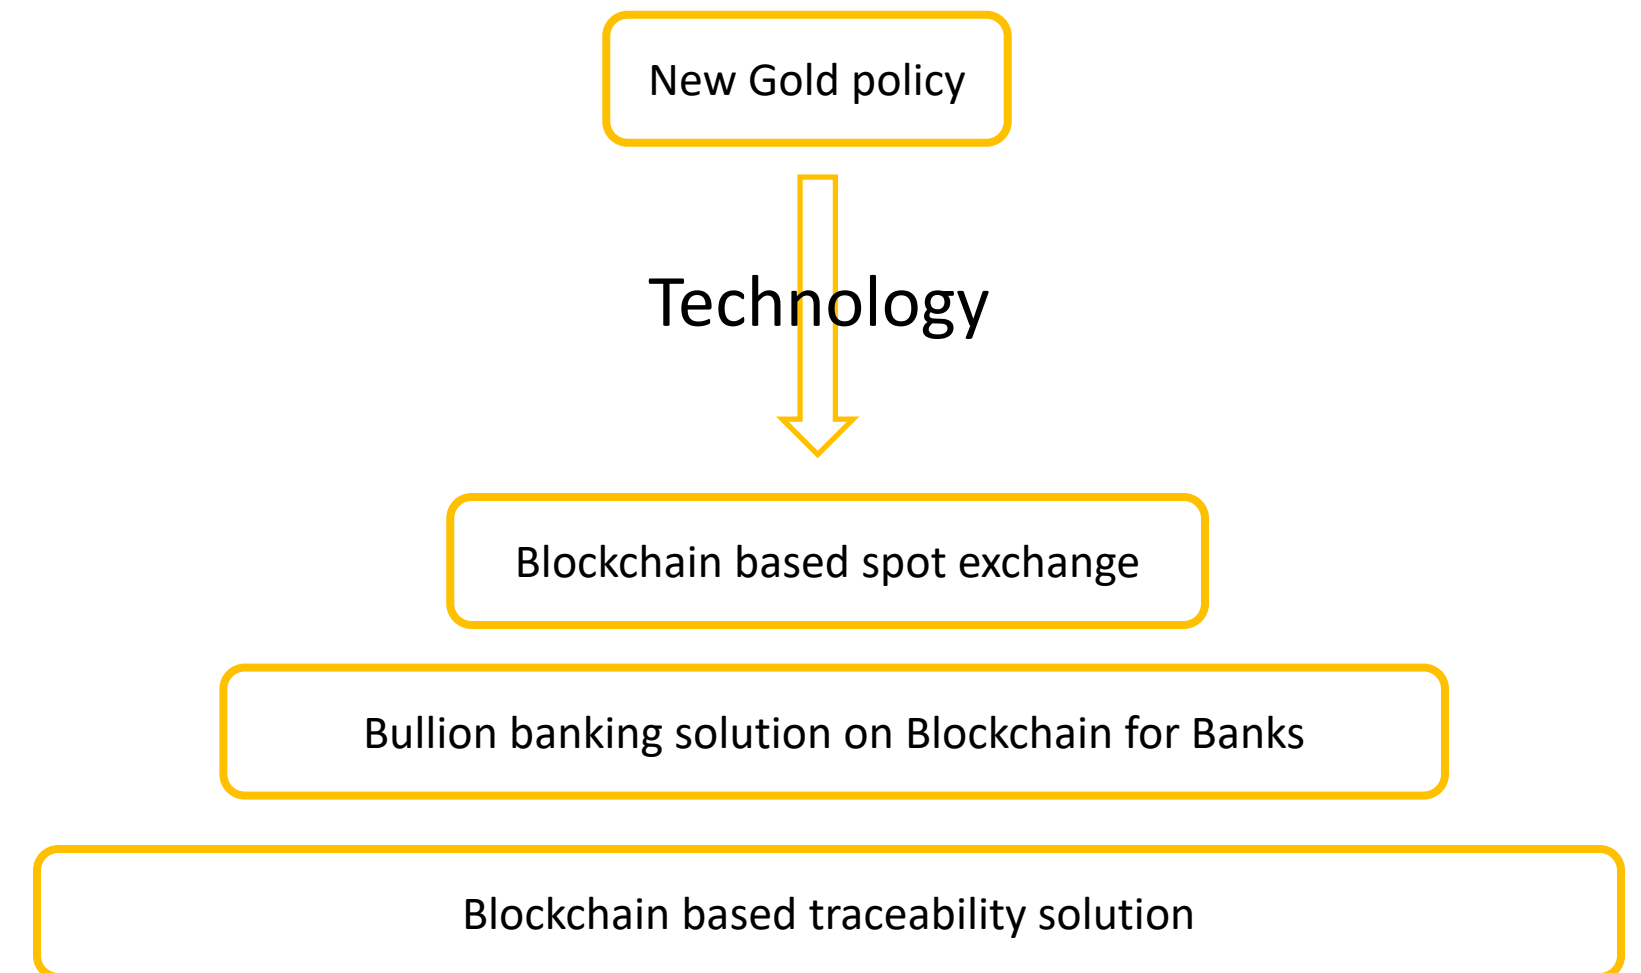 New Gold policy
Technology
Blockchain based spot exchange
Bullion banking solution on Blockchain for Banks
Blockchain based traceability solution